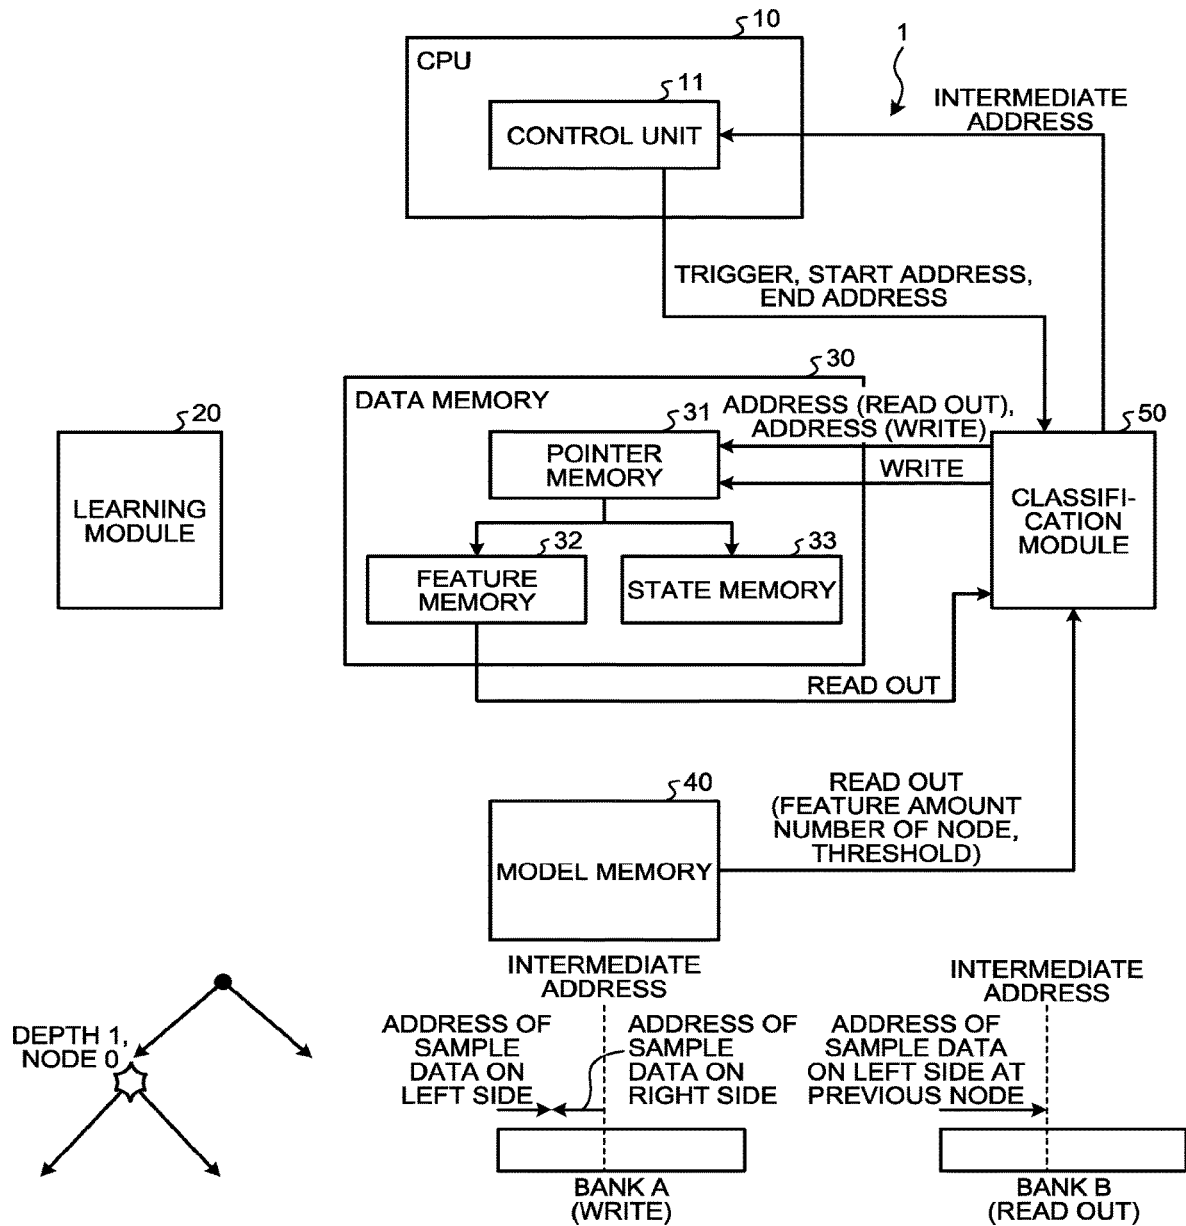 10
CPU
1
11
CONTROL UNIT
INTERMEDIATE
ADDRESS
TRIGGER, START ADDRESS,
END ADDRESS
30
DATA MEMORY
20
LEARNING
MODULE
31
POINTER
MEMORY
ADDRESS (READ OUT),
ADDRESS (WRITE)
WRITE
50
CLASSIFI-
CATION
MODULE
32
FEATURE
MEMORY
33
STATE MEMORY
READ OUT
40
MODEL MEMORY
READ OUT
(FEATURE AMOUNT
NUMBER OF NODE,
THRESHOLD)
DEPTH 1,
NODE 0
INTERMEDIATE
ADDRESS
ADDRESS OF
SAMPLE
DATA ON
LEFT SIDE
ADDRESS OF
SAMPLE
DATA ON
RIGHT SIDE
BANK A
(WRITE)
INTERMEDIATE
ADDRESS
ADDRESS OF
SAMPLE DATA
ON LEFT SIDE AT
PREVIOUS NODE
BANK B
(READ OUT)